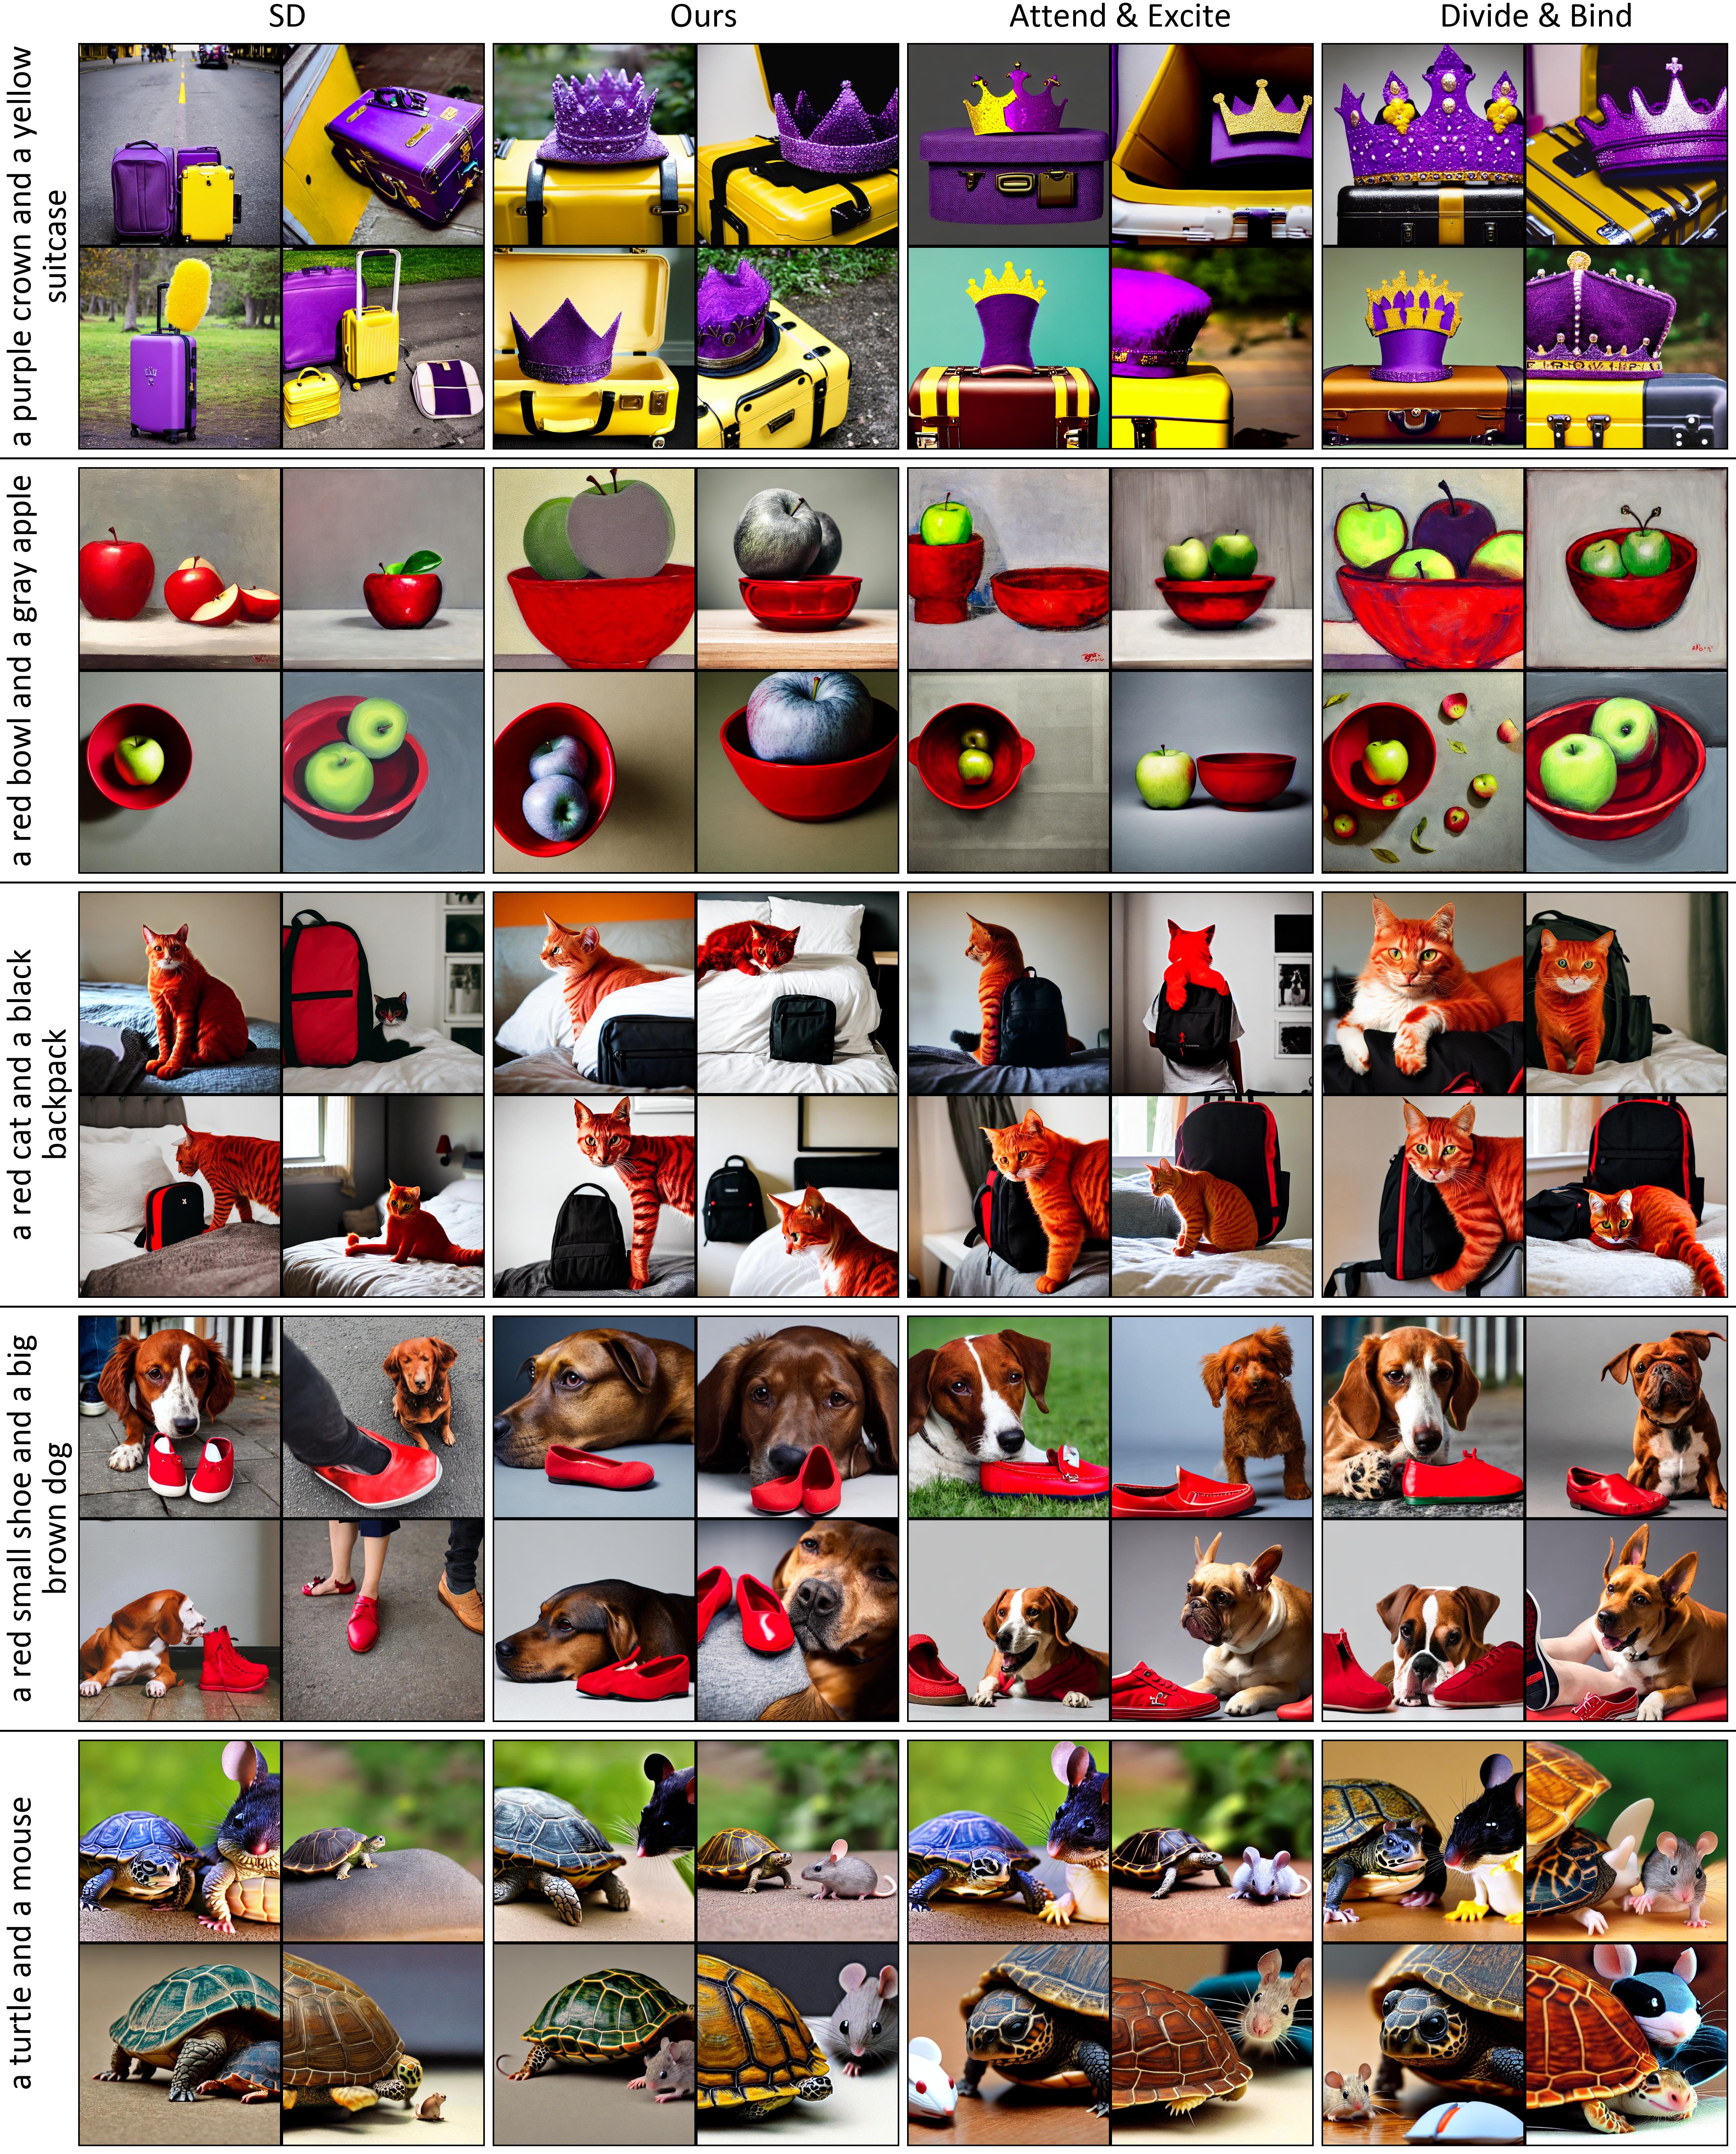 SD
Ours
Attend & Excite
Divide & Bind
a purple crown and a yellow
suitcase
a red bowl and a gray apple
a red cat and a black
backpack
a red small shoe and a big
brown dog
a turtle and a mouse